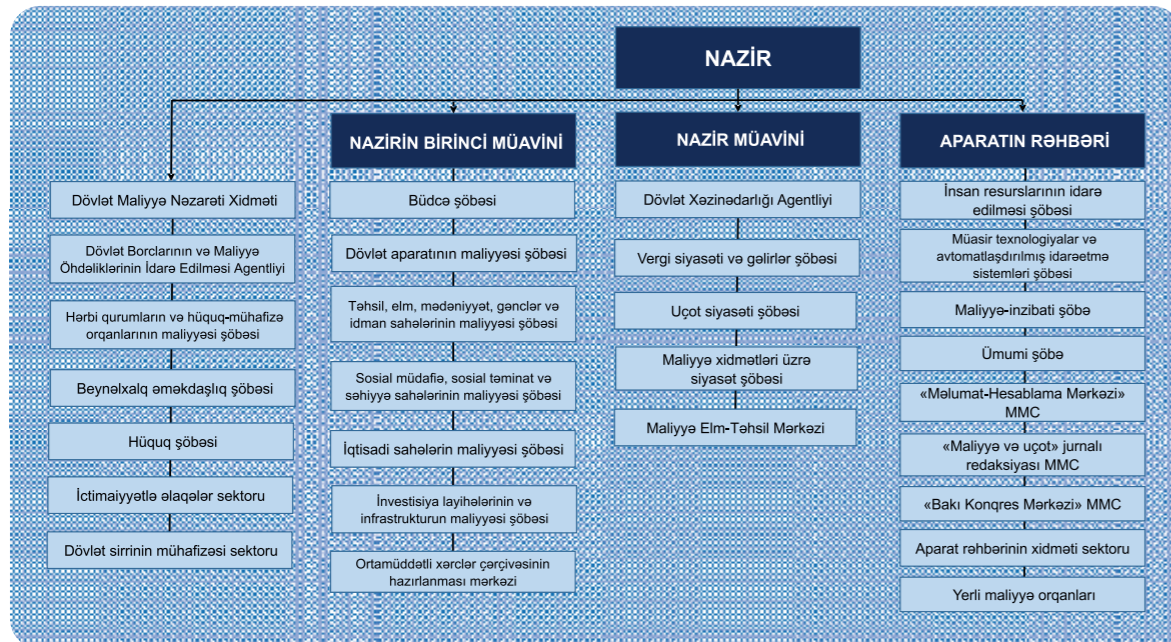 NAZİR
NAZİRİN BİRİNCİ MÜAVİNİ
NAZİR MÜAVİNİ
APARATIN RƏHBƏRİ
Dövlət Maliyyə Nəzarəti Xidməti
Dövlət Borclarının və Maliyyə
Öhdəliklərinin İdarə Edilməsi Agentliyi
Hərbi qurumların və hüquq-mühafizə
orqanlarının maliyyəsi şöbəsi
Beynəlxalq əməkdaşlıq şöbəsi
Hüquq şöbəsi
İctimaiyyətlə əlaqələr sektoru
Dövlət sirrinin mühafizəsi sektoru
Büdcə şöbəsi
Dövlət aparatının maliyyəsi şöbəsi
Təhsil, elm, mədəniyyət, gənclər və
idman sahələrinin maliyyəsi şöbəsi
Sosial müdafiə, sosial təminat və
səhiyyə sahələrinin maliyyəsi şöbəsi
İqtisadi sahələrin maliyyəsi şöbəsi
İnvestisiya layihələrinin və
infrastrukturun maliyyəsi şöbəsi
Ortamüddətli xərclər çərçivəsinin
hazırlanması mərkəzi
Dövlət Xəzinədarlığı Agentliyi
Vergi siyasəti və gəlirlər şöbəsi
Uçot siyasəti şöbəsi
Maliyyə xidmətləri üzrə
siyasət şöbəsi
Maliyyə Elm-Təhsil Mərkəzi
İnsan resurslarının idarə
edilməsi şöbəsi
Müasir texnologiyalar və
avtomatlaşdırılmış idarəetmə
sistemləri şöbəsi
Maliyyə-inzibati şöbə
Ümumi şöbə
«Məlumat-Hesablama Mərkəzi»
MMC
«Maliyyə və uçot» jurnalı
redaksiyası MMC
«Bakı Konqres Mərkəzi» MMC
Aparat rəhbərinin xidməti sektoru
Yerli maliyyə orqanları